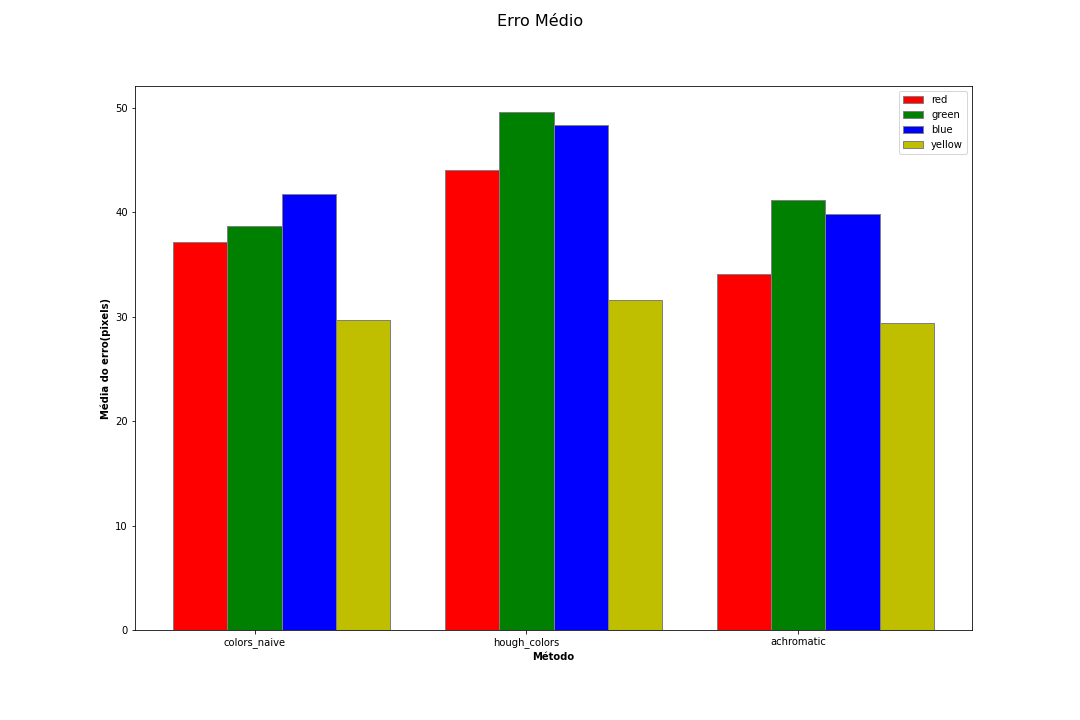 Erro Médio
red
green
blue
yellow
Média do erro(pixels)
50
40
30
20
10
0
colors_naive
hough_colors
achromatic
Método